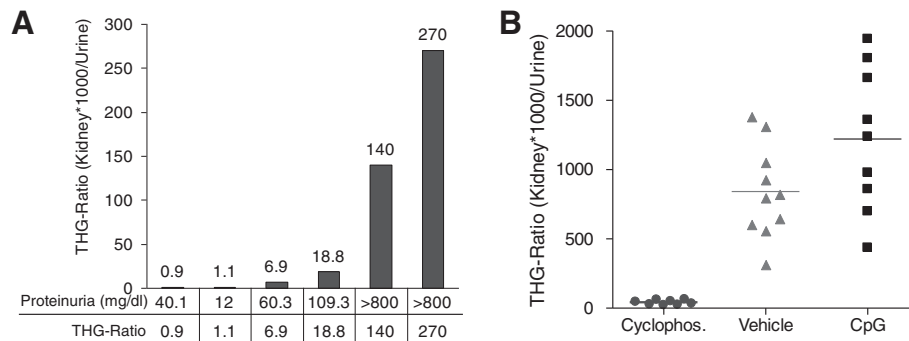 A
THG-Ratio (Kidney*1000/Urine)
300
250
200
150
100
50
0
0.9
1.1
6.9
18.8
140
270
Proteinuria (mg/dl) 40.1 12 60.3 109.3 >800 >800
THG-Ratio 0.9 1.1 6.9 18.8 140 270
B
THG-Ratio (Kidney*1000/Urine)
2000
1500
1000
500
0
Cyclophos. Vehicle CpG